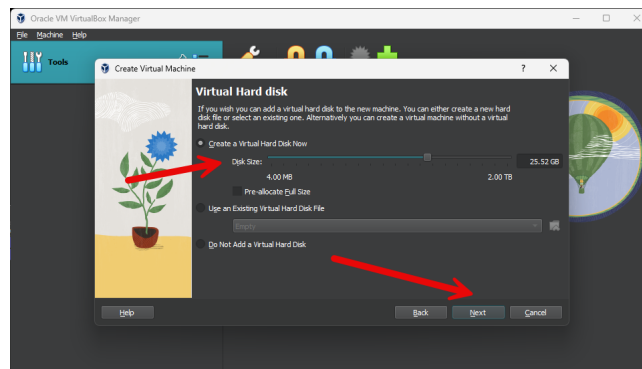 Oracle VM VirtualBox Manager
File Machine Help
Tools
Create Virtual Machine
? X
Virtual Hard disk
If you wish you can add a virtual hard disk to the new machine. You can either create a new hard
disk file or select an existing one. Alternatively you can create a virtual machine without a virtual
hard disk.
Create a Virtual Hard Disk Now
Disk Size:
25.52 GB
4.00 MB
2.00 TB
Pre-allocate Full Size
Use an Existing Virtual Hard Disk File
Empty
Do Not Add a Virtual Hard Disk
Help
Back
Next
Cancel